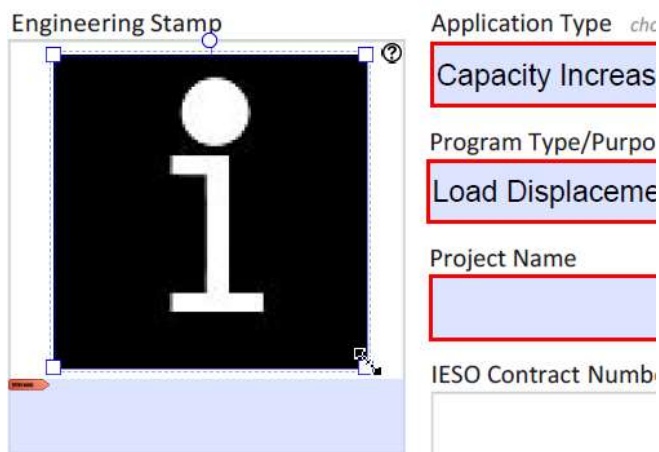 Engineering Stamp
?
i
Application Type
Capacity Increas
Program Type/Purpo
Load Displaceme
Project Name
IESO Contract Numb